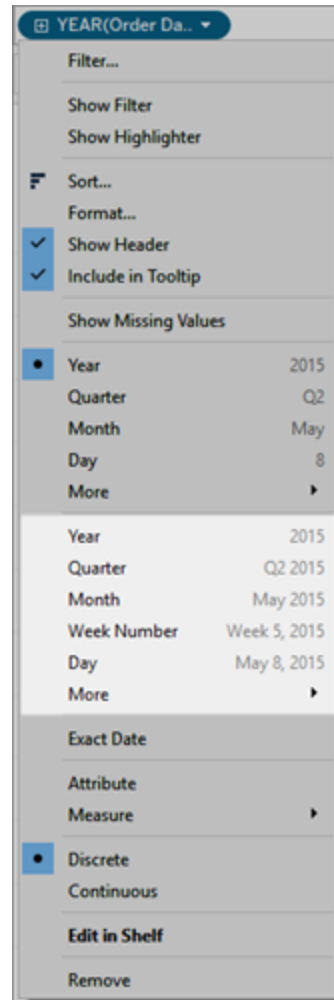 YEAR(Order Da..
Filter...
Show Filter
Show Highlighter
Sort...
Format...
Show Header
Include in Tooltip
Show Missing Values
Year 2015
Quarter Q2
Month May
Day 8
More
Year 2015
Quarter Q2 2015
Month May 2015
Week Number Week 5, 2015
Day May 8, 2015
More
Exact Date
Attribute
Measure
Discrete
Continuous
Edit in Shelf
Remove